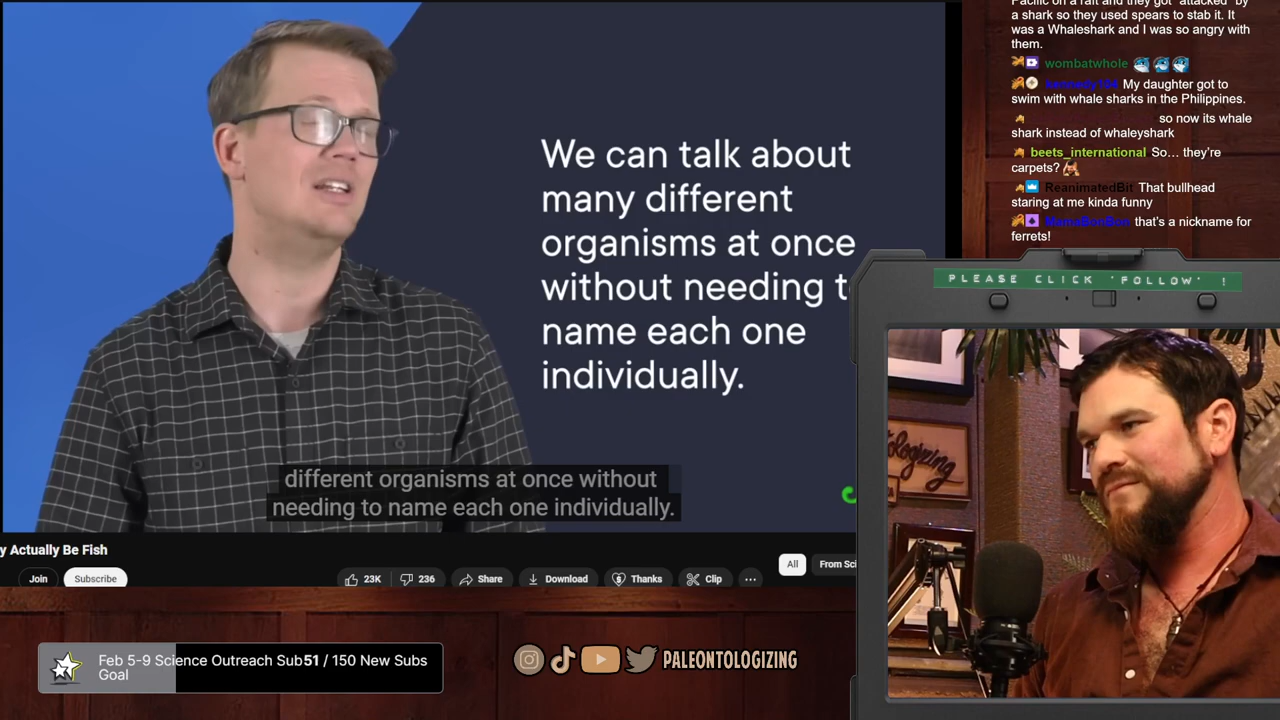 We can talk about
many different
organisms at once
without needing t
name each one
individually.
different organisms at once without
needing to name each one individually.
y Actually Be Fish
Join
Subscribe
23K
236
Share
Download
Thanks
Clip
...
All
From Sci
Pacific on a raft and they got "attacked" by
a shark so they used spears to stab it. It
was a Whaleshark and I was so angry with
them.
wombatwhole
My daughter got to
swim with whale sharks in the Philippines.
so now its whale
shark instead of whaleyshark
beets_international So... they're
carpets?
ReanimatedBit That bullhead
staring at me kinda funny
MamaBonBon that's a nickname for
ferrets!
PLEASE CLICK 'FOLLOW' !
ologizing
Feb 5-9 Science Outreach Sub 51 / 150 New Subs
Goal
PALEONTOLOGIZING